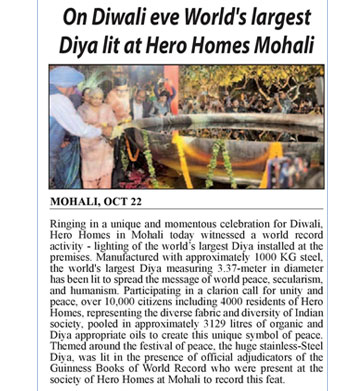 On Diwali eve World's largest
Diya lit at Hero Homes Mohali
MOHALI, OCT 22
Ringing in a unique and momentous celebration for Diwali,
Hero Homes in Mohali today witnessed a world record
activity - lighting of the world's largest Diya installed at the
premises. Manufactured with approximately 1000 KG steel,
the world's largest Diya measuring 3.37-meter in diameter
has been lit to spread the message of world peace, secularism,
and humanism. Participating in a clarion call for unity and
peace, over 10,000 citizens including 4000 residents of Hero
Homes, representing the diverse fabric and diversity of Indian
society, pooled in approximately 3129 litres of organic and
Diya appropriate oils to create this unique symbol of peace.
Themed around the festival of peace, the huge stainless-Steel
Diya, was lit in the presence of official adjudicators of the
Guinness Books of World Record who were present at the
society of Hero Homes at Mohali to record this feat.